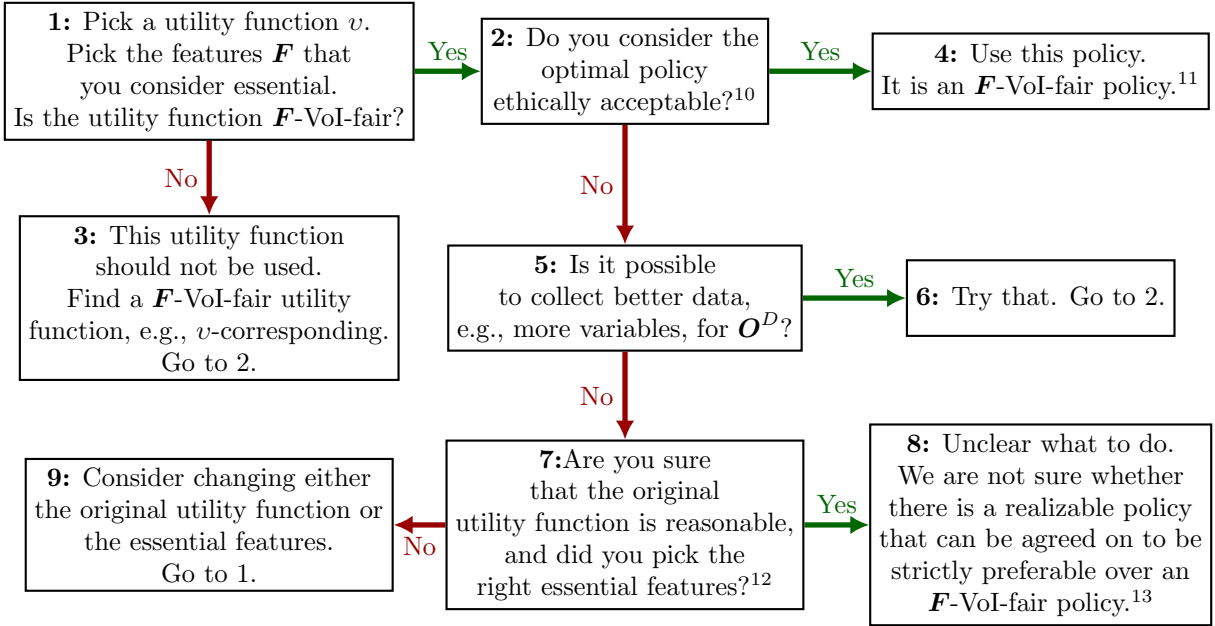 1: Pick a utility function υ.
Pick the features F that
you consider essential.
Is the utility function F-VoI-fair?
Yes
2: Do you consider the
optimal policy
ethically acceptable?¹⁰
Yes
4: Use this policy.
It is an F-VoI-fair policy.¹¹
No
No
3: This utility function
should not be used.
Find a F-VoI-fair utility
function, e.g., υ-corresponding.
Go to 2.
5: Is it possible
to collect better data,
e.g., more variables, for Oᴰ?
Yes
6: Try that. Go to 2.
No
9: Consider changing either
the original utility function or
the essential features.
Go to 1.
No
7:Are you sure
that the original
utility function is reasonable,
and did you pick the
right essential features?¹²
Yes
8: Unclear what to do.
We are not sure whether
there is a realizable policy
that can be agreed on to be
strictly preferable over an
F-VoI-fair policy.¹³